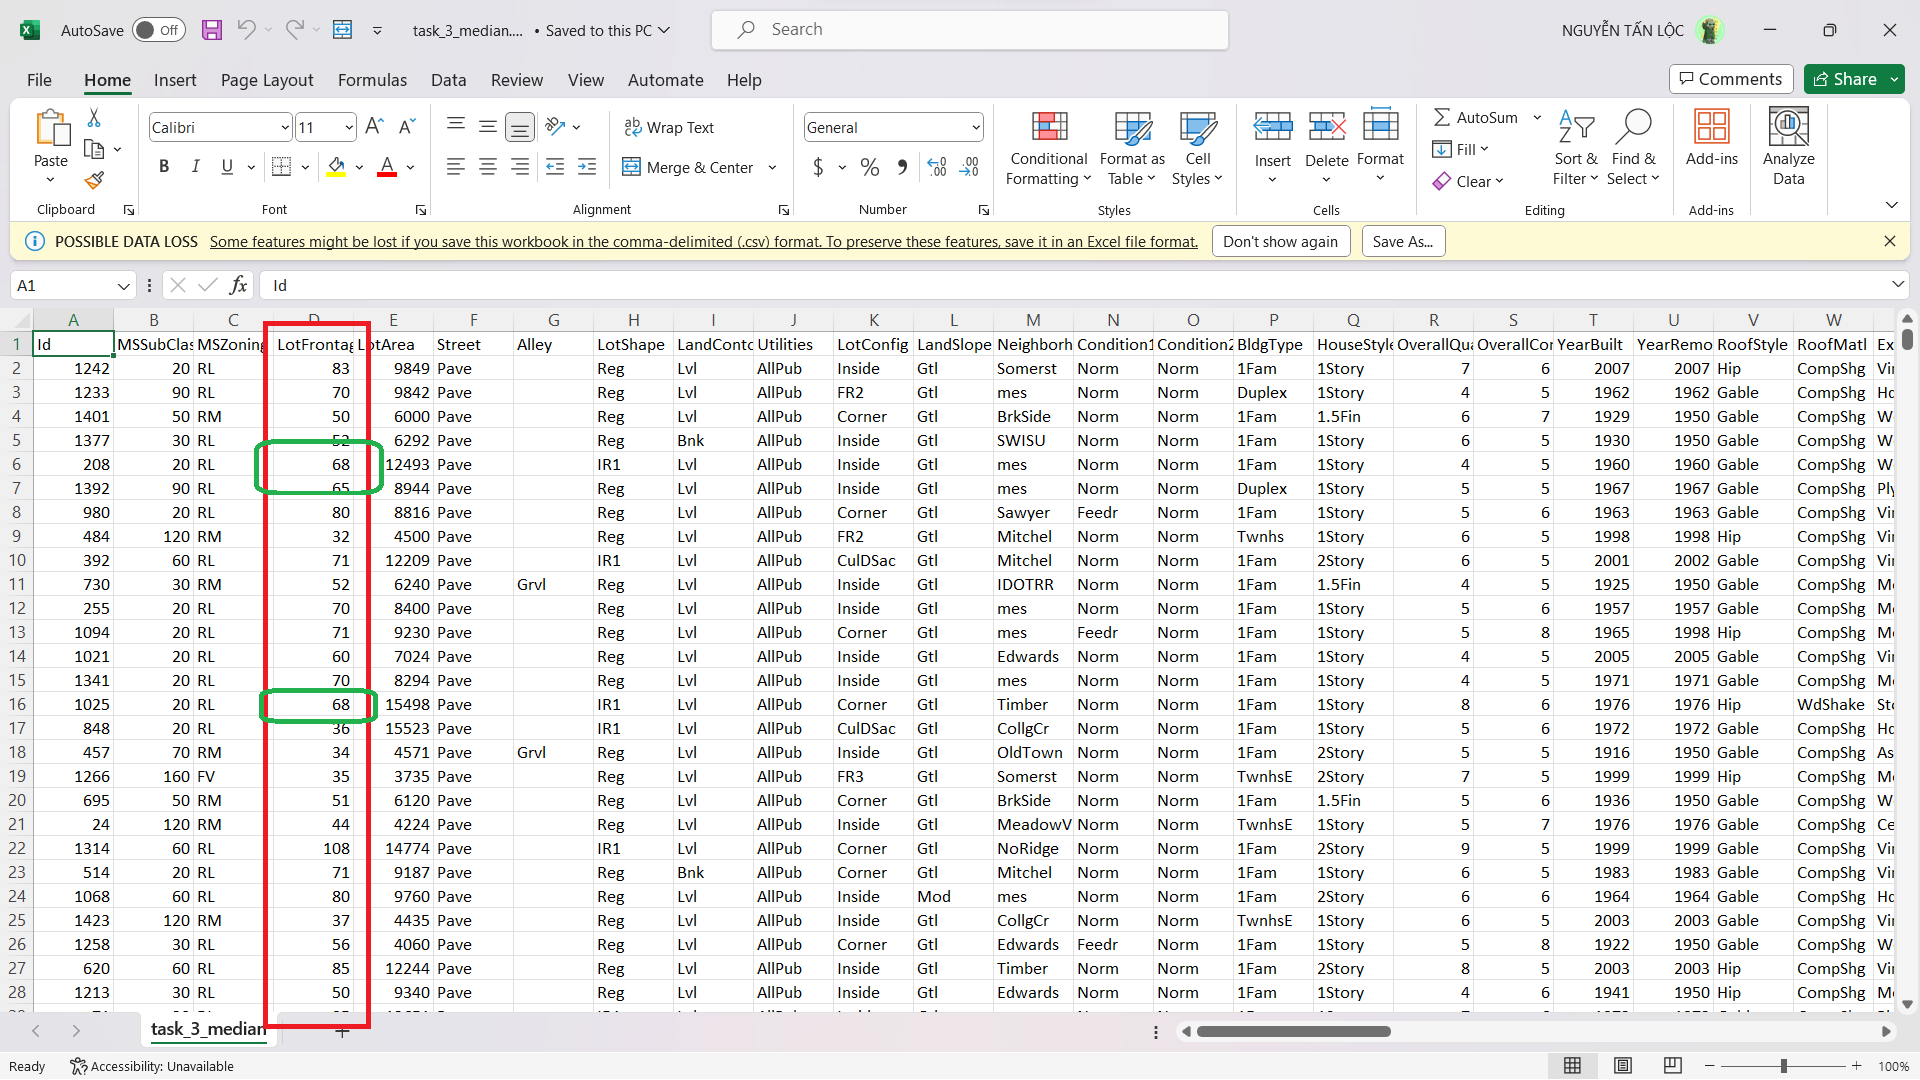 AutoSave Off task_3_median.... • Saved to this PC Search NGUYỄN TẤN LỘC
File Home Insert Page Layout Formulas Data Review View Automate Help Comments Share
Calibri 11 Wrap Text General AutoSum
Paste B I U Merge & Center $ % Conditional Formatting Format as Table Cell Styles Insert Delete Format Fill Clear Sort & Filter Find & Select Add-ins Analyze Data
Clipboard Font Alignment Number Styles Cells Editing Add-ins
POSSIBLE DATA LOSS Some features might be lost if you save this workbook in the comma-delimited (.csv) format. To preserve these features, save it in an Excel file format. Don't show again Save As...
A1 fx Id
A B C D E F G H I J K L M N O P Q R S T U V W
1 Id MSSubClas MSZoning LotFrontag LotArea Street Alley LotShape LandConto Utilities LotConfig LandSlope Neighborh Condition1 Condition2 BldgType HouseStyle OverallQua OverallCon YearBuilt YearRemo RoofStyle RoofMatl Ex
2 1242 20 RL 83 9849 Pave Reg Lvl AllPub Inside Gtl Somerst Norm Norm 1Fam 1Story 7 6 2007 2007 Hip CompShg Vi
3 1233 90 RL 70 9842 Pave Reg Lvl AllPub FR2 Gtl mes Norm Norm Duplex 1Story 4 5 1962 1962 Gable CompShg Hd
4 1401 50 RM 50 6000 Pave Reg Lvl AllPub Corner Gtl BrkSide Norm Norm 1Fam 1.5Fin 6 7 1929 1950 Gable CompShg W
5 1377 30 RL 52 6292 Pave Reg Bnk AllPub Inside Gtl SWISU Norm Norm 1Fam 1Story 6 5 1930 1950 Gable CompShg W
6 208 20 RL 68 12493 Pave IR1 Lvl AllPub Inside Gtl mes Norm Norm 1Fam 1Story 4 5 1960 1960 Gable CompShg W
7 1392 90 RL 65 8944 Pave Reg Lvl AllPub Inside Gtl mes Norm Norm Duplex 1Story 5 5 1967 1967 Gable CompShg Ply
8 980 20 RL 80 8816 Pave Reg Lvl AllPub Corner Gtl Sawyer Feedr Norm 1Fam 1Story 5 6 1963 1963 Gable CompShg Vi
9 484 120 RM 32 4500 Pave Reg Lvl AllPub FR2 Gtl Mitchel Norm Norm Twnhs 1Story 6 5 1998 1998 Hip CompShg Vi
10 392 60 RL 71 12209 Pave IR1 Lvl AllPub CulDSac Gtl Mitchel Norm Norm 1Fam 2Story 6 5 2001 2002 Gable CompShg Vi
11 730 30 RM 52 6240 Pave Grvl Reg Lvl AllPub Inside Gtl IDOTRR Norm Norm 1Fam 1.5Fin 4 5 1925 1950 Gable CompShg M
12 255 20 RL 70 8400 Pave Reg Lvl AllPub Inside Gtl mes Norm Norm 1Fam 1Story 5 6 1957 1957 Gable CompShg M
13 1094 20 RL 71 9230 Pave Reg Lvl AllPub Corner Gtl mes Feedr Norm 1Fam 1Story 5 8 1965 1998 Hip CompShg M
14 1021 20 RL 60 7024 Pave Reg Lvl AllPub Inside Gtl Edwards Norm Norm 1Fam 1Story 4 5 2005 2005 Gable CompShg Vi
15 1341 20 RL 70 8294 Pave Reg Lvl AllPub Inside Gtl mes Norm Norm 1Fam 1Story 4 5 1971 1971 Gable CompShg M
16 1025 20 RL 68 15498 Pave IR1 Lvl AllPub Corner Gtl Timber Norm Norm 1Fam 1Story 8 6 1976 1976 Hip WdShake Sto
17 848 20 RL 36 15523 Pave IR1 Lvl AllPub CulDSac Gtl CollgCr Norm Norm 1Fam 1Story 5 6 1972 1972 Gable CompShg Hd
18 457 70 RM 34 4571 Pave Grvl Reg Lvl AllPub Inside Gtl OldTown Norm Norm 1Fam 2Story 5 5 1916 1950 Gable CompShg As
19 1266 160 FV 35 3735 Pave Reg Lvl AllPub FR3 Gtl Somerst Norm Norm TwnhsE 2Story 7 5 1999 1999 Hip CompShg M
20 695 50 RM 51 6120 Pave Reg Lvl AllPub Corner Gtl BrkSide Norm Norm 1Fam 1.5Fin 5 6 1936 1950 Gable CompShg W
21 24 120 RM 44 4224 Pave Reg Lvl AllPub Inside Gtl MeadowV Norm Norm TwnhsE 1Story 5 7 1976 1976 Gable CompShg Ce
22 1314 60 RL 108 14774 Pave IR1 Lvl AllPub Corner Gtl NoRidge Norm Norm 1Fam 2Story 9 5 1999 1999 Gable CompShg Vi
23 514 20 RL 71 9187 Pave Reg Bnk AllPub Corner Gtl Mitchel Norm Norm 1Fam 1Story 6 5 1983 1983 Gable CompShg Vi
24 1068 60 RL 80 9760 Pave Reg Lvl AllPub Inside Mod mes Norm Norm 1Fam 2Story 6 6 1964 1964 Gable CompShg Hd
25 1423 120 RM 37 4435 Pave Reg Lvl AllPub Inside Gtl CollgCr Norm Norm TwnhsE 1Story 6 5 2003 2003 Gable CompShg Vi
26 1258 30 RL 56 4060 Pave Reg Lvl AllPub Corner Gtl Edwards Feedr Norm 1Fam 1Story 5 8 1922 1950 Gable CompShg W
27 620 60 RL 85 12244 Pave Reg Lvl AllPub Inside Gtl Timber Norm Norm 1Fam 2Story 8 5 2003 2003 Hip CompShg Vi
28 1213 30 RL 50 9340 Pave Reg Lvl AllPub Inside Gtl Edwards Norm Norm 1Fam 1Story 4 6 1941 1950 Hip CompShg M
task_3_median
Ready Accessibility: Unavailable 100%